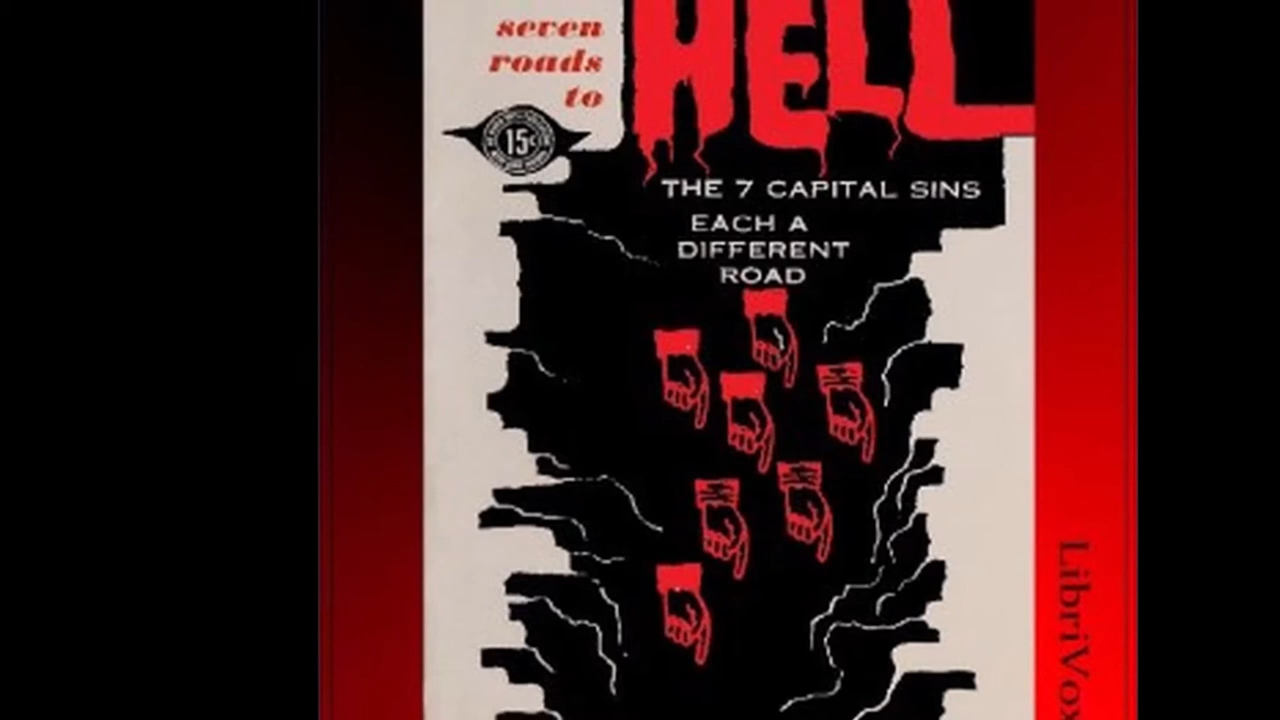 seven
roads
to
HELL
15¢
THE 7 CAPITAL SINS
EACH A
DIFFERENT
ROAD
LibriVox